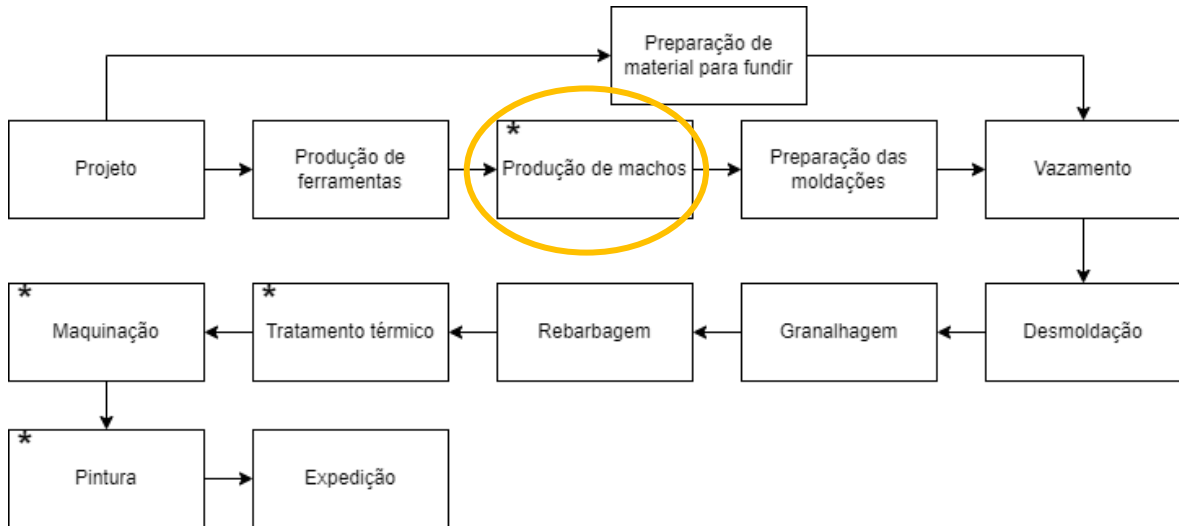 Preparação de
material para fundir
Projeto
Produção de
ferramentas
*
Produção de machos
Preparação das
moldações
Vazamento
*
Maquinação
*
Tratamento térmico
Rebarbagem
Granalhagem
Desmoldação
*
Pintura
Expedição